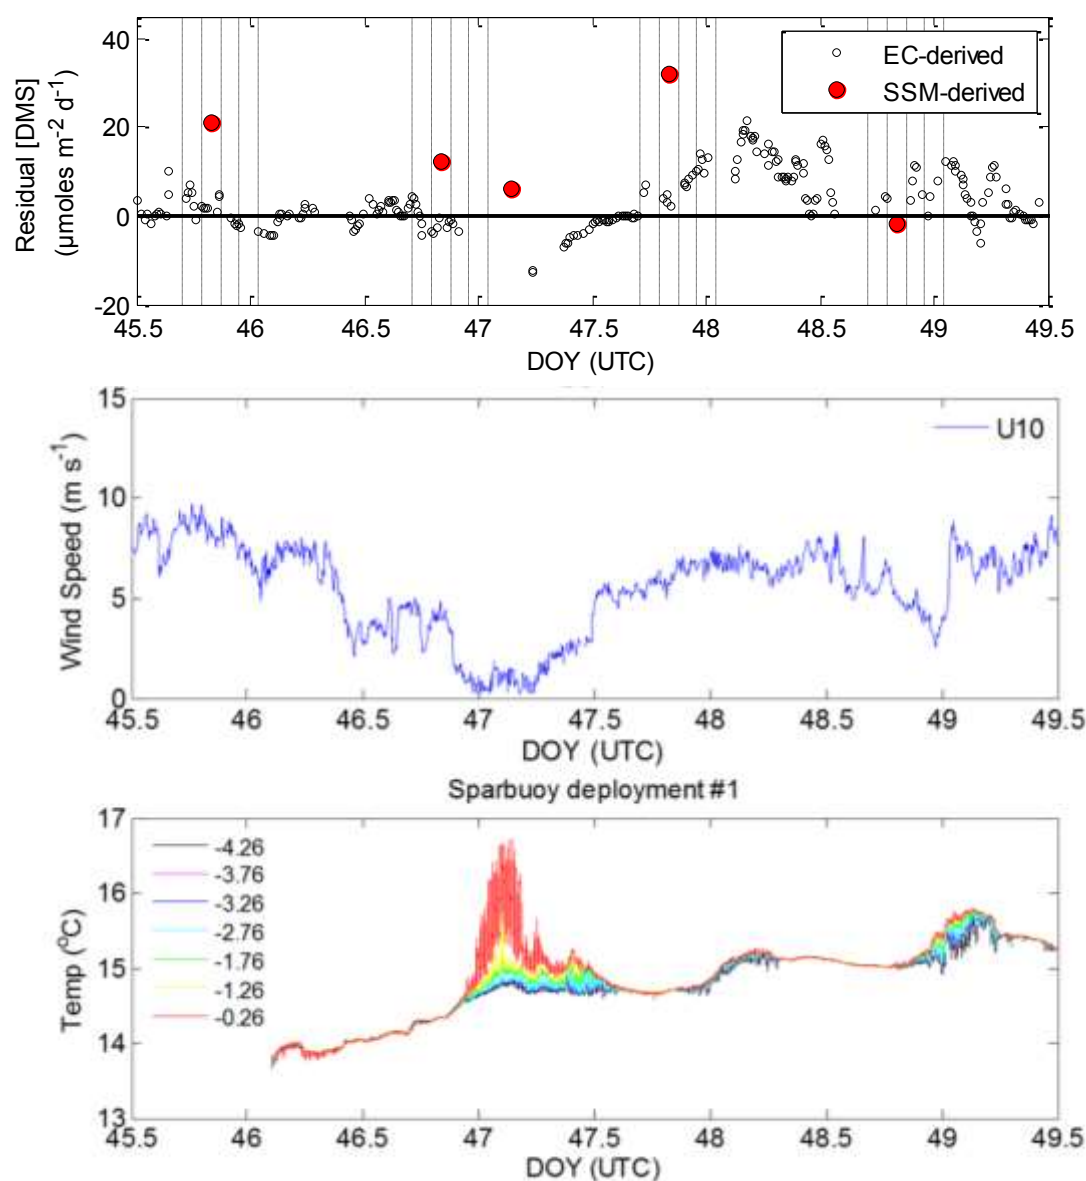 Residual [DMS]
(μmoles m-2 d-1)
40
20
0
-20
EC-derived
SSM-derived
45.5 46 46.5 47 47.5 48 48.5 49 49.5
DOY (UTC)
Wind Speed (m s-1)
15
10
5
0
U10
45.5 46 46.5 47 47.5 48 48.5 49 49.5
DOY (UTC)
Sparbuoy deployment #1
Temp (oC)
17
16
15
14
13
-4.26
-3.76
-3.26
-2.76
-1.76
-1.26
-0.26
45.5 46 46.5 47 47.5 48 48.5 49 49.5
DOY (UTC)